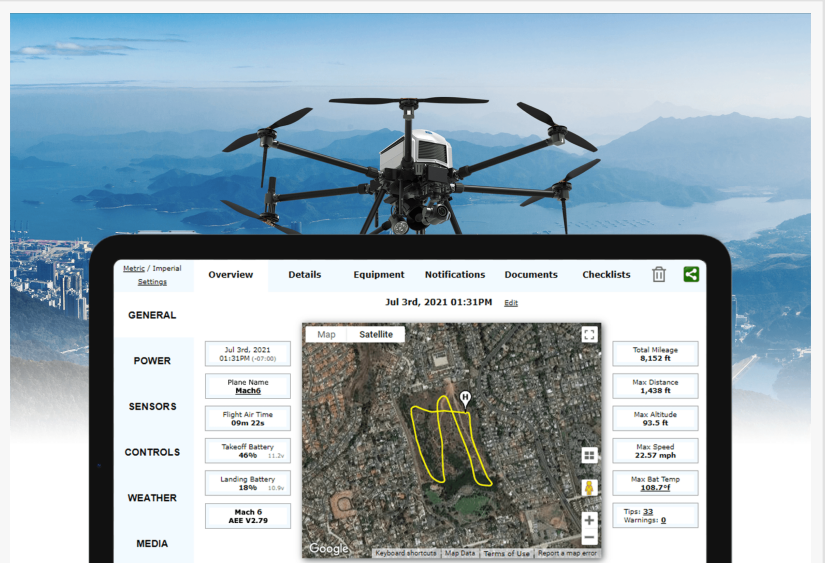 Metric / Imperial
Settings
Overview
Details
Equipment
Notifications
Documents
Checklists
Jul 3rd, 2021 01:31PM Edit
GENERAL
POWER
SENSORS
CONTROLS
WEATHER
MEDIA
Jul 3rd, 2021
01:31PM (-07:00)
Plane Name
Mach6
Flight Air Time
09m 22s
Takeoff Battery
46% 11.2v
Landing Battery
18% 10.9v
Mach 6
AEE V2.79
Map Satellite
H
Google
Keyboard shortcuts Map Data Terms of Use Report a map error
Total Mileage
8,152 ft
Max Distance
1,438 ft
Max Altitude
93.5 ft
Max Speed
22.57 mph
Max Bat Temp
108.7°f
Tips: 33
Warnings: 0